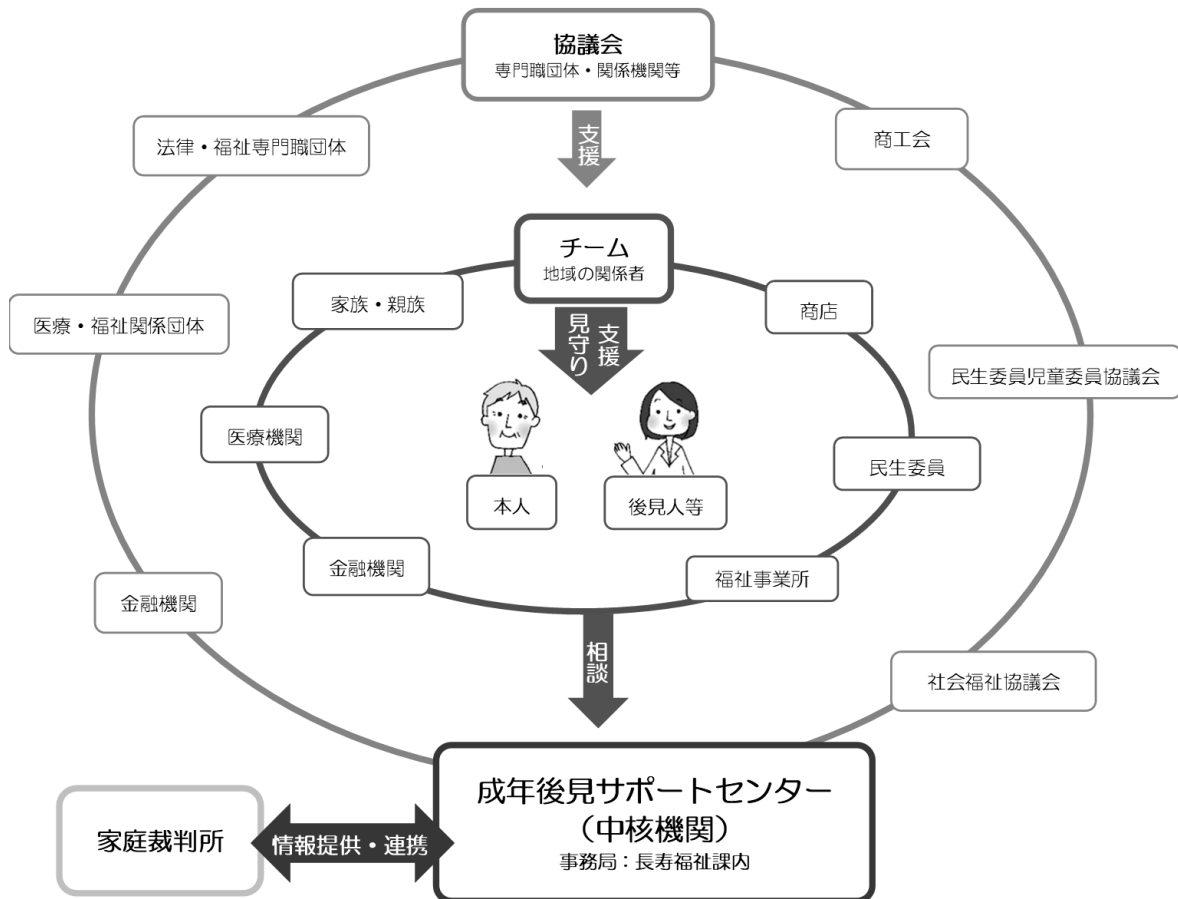 協議会
専門職団体・関係機関等
支援
法律・福祉専門職団体
商工会
チーム
地域の関係者
家族・親族
商店
医療・福祉関係団体
支援
見守り
民生委員児童委員協議会
医療機関
民生委員
本人
後見人等
金融機関
福祉事業所
金融機関
相談
社会福祉協議会
成年後見サポートセンター
（中核機関）
事務局：長寿福祉課内
家庭裁判所
情報提供・連携